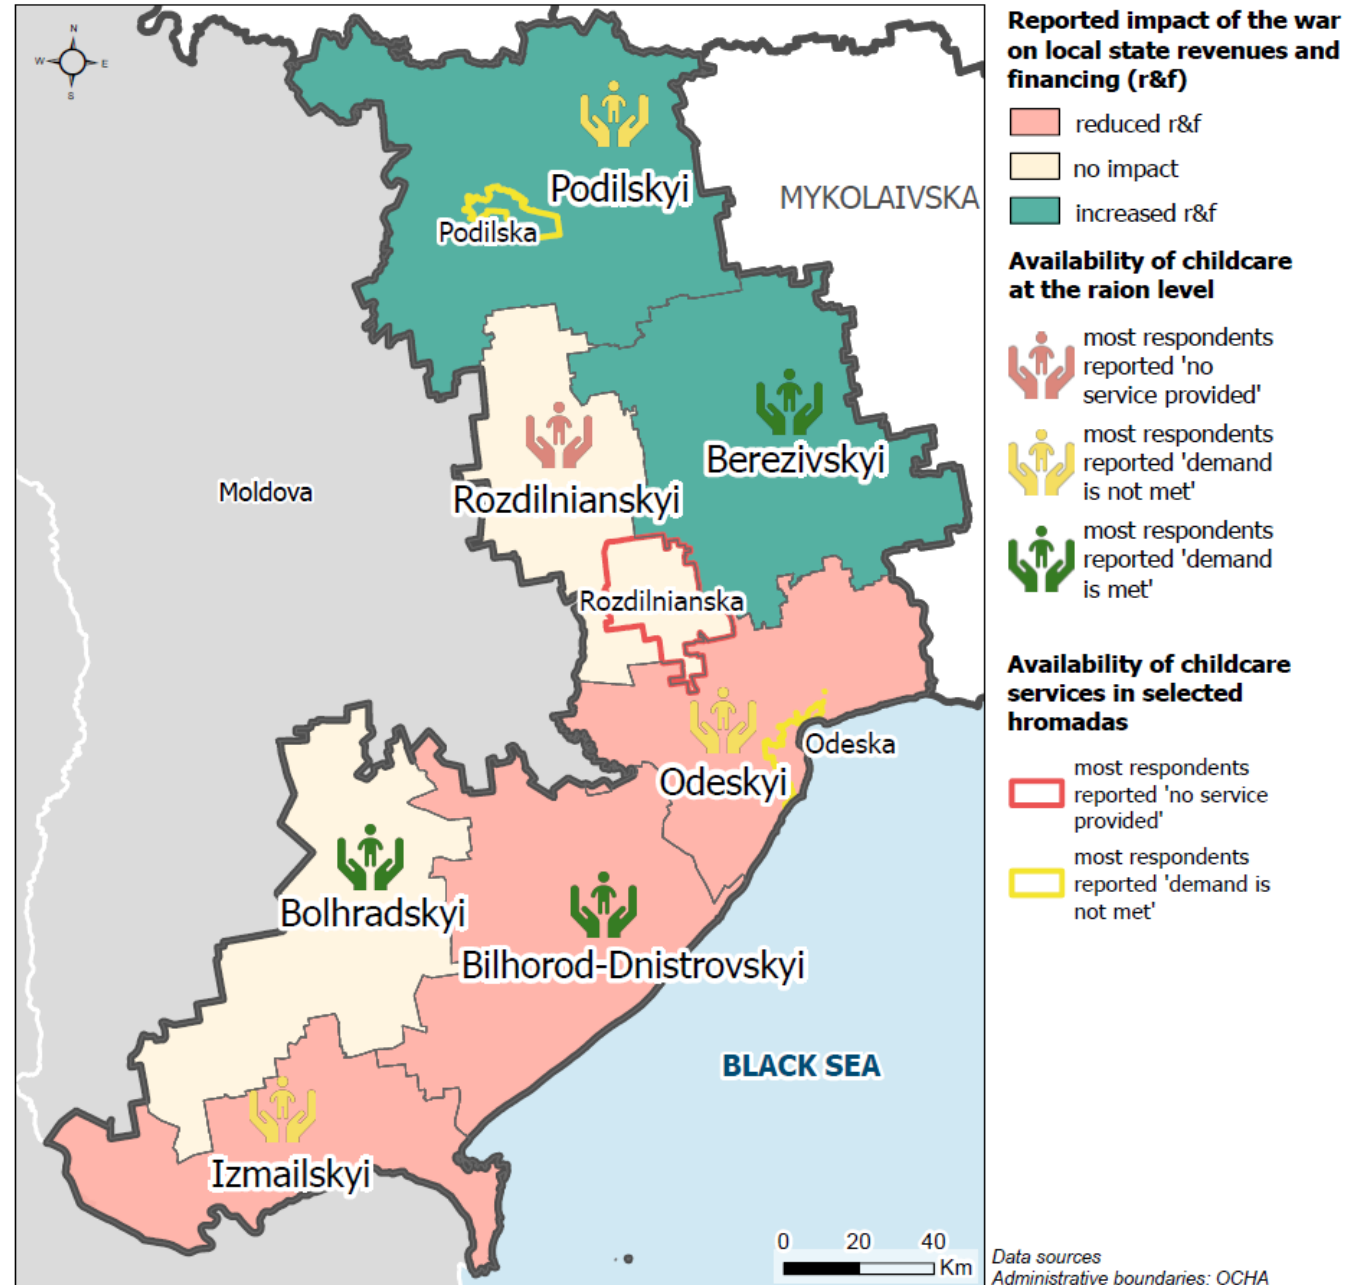 N
W
E
S
Podilskyi
Podilska
MYKOLAIVSKA
Berezivskyi
Moldova
Rozdilnianskyi
Rozdilnianska
Odeska
Odeskyi
Bolhradskyi
Bilhorod-Dnistrovskyi
BLACK SEA
Izmailskyi
0 20 40
Km
Reported impact of the war
on local state revenues and
financing (r&f)
reduced r&f
no impact
increased r&f
Availability of childcare
at the raion level
most respondents
reported 'no
service provided'
most respondents
reported 'demand
is not met'
most respondents
reported 'demand
is met'
Availability of childcare
services in selected
hromadas
most respondents
reported 'no service
provided'
most respondents
reported 'demand is
not met'
Data sources
Administrative boundaries: OCHA